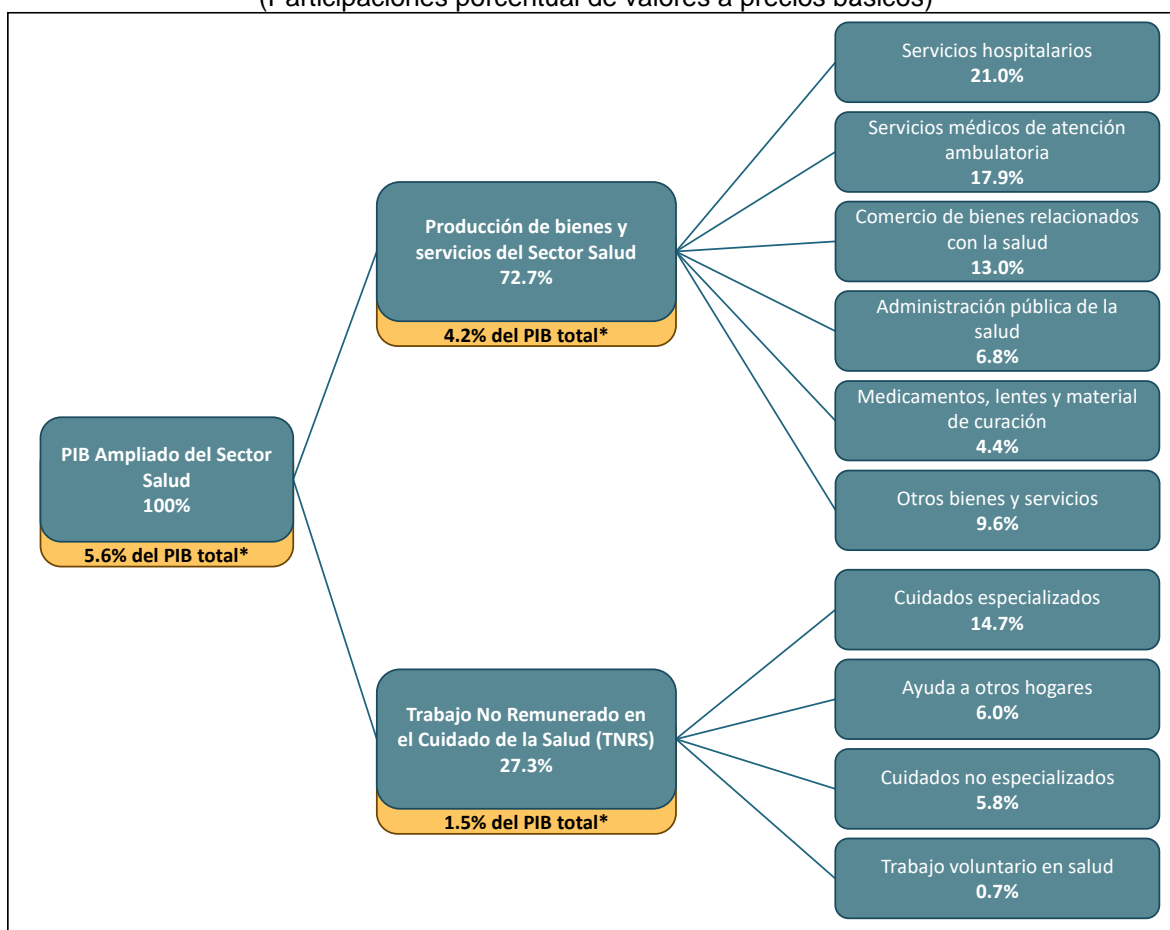 (Participaciones porcentual de valores a precios básicos)
Servicios hospitalarios
21.0%
Servicios médicos de atención
ambulatoria
17.9%
Comercio de bienes relacionados
con la salud
13.0%
Administración pública de la
salud
6.8%
Medicamentos, lentes y material
de curación
4.4%
Otros bienes y servicios
9.6%
Producción de bienes y
servicios del Sector Salud
72.7%
4.2% del PIB total*
PIB Ampliado del Sector
Salud
100%
5.6% del PIB total*
Trabajo No Remunerado en
el Cuidado de la Salud (TNRS)
27.3%
1.5% del PIB total*
Cuidados especializados
14.7%
Ayuda a otros hogares
6.0%
Cuidados no especializados
5.8%
Trabajo voluntario en salud
0.7%